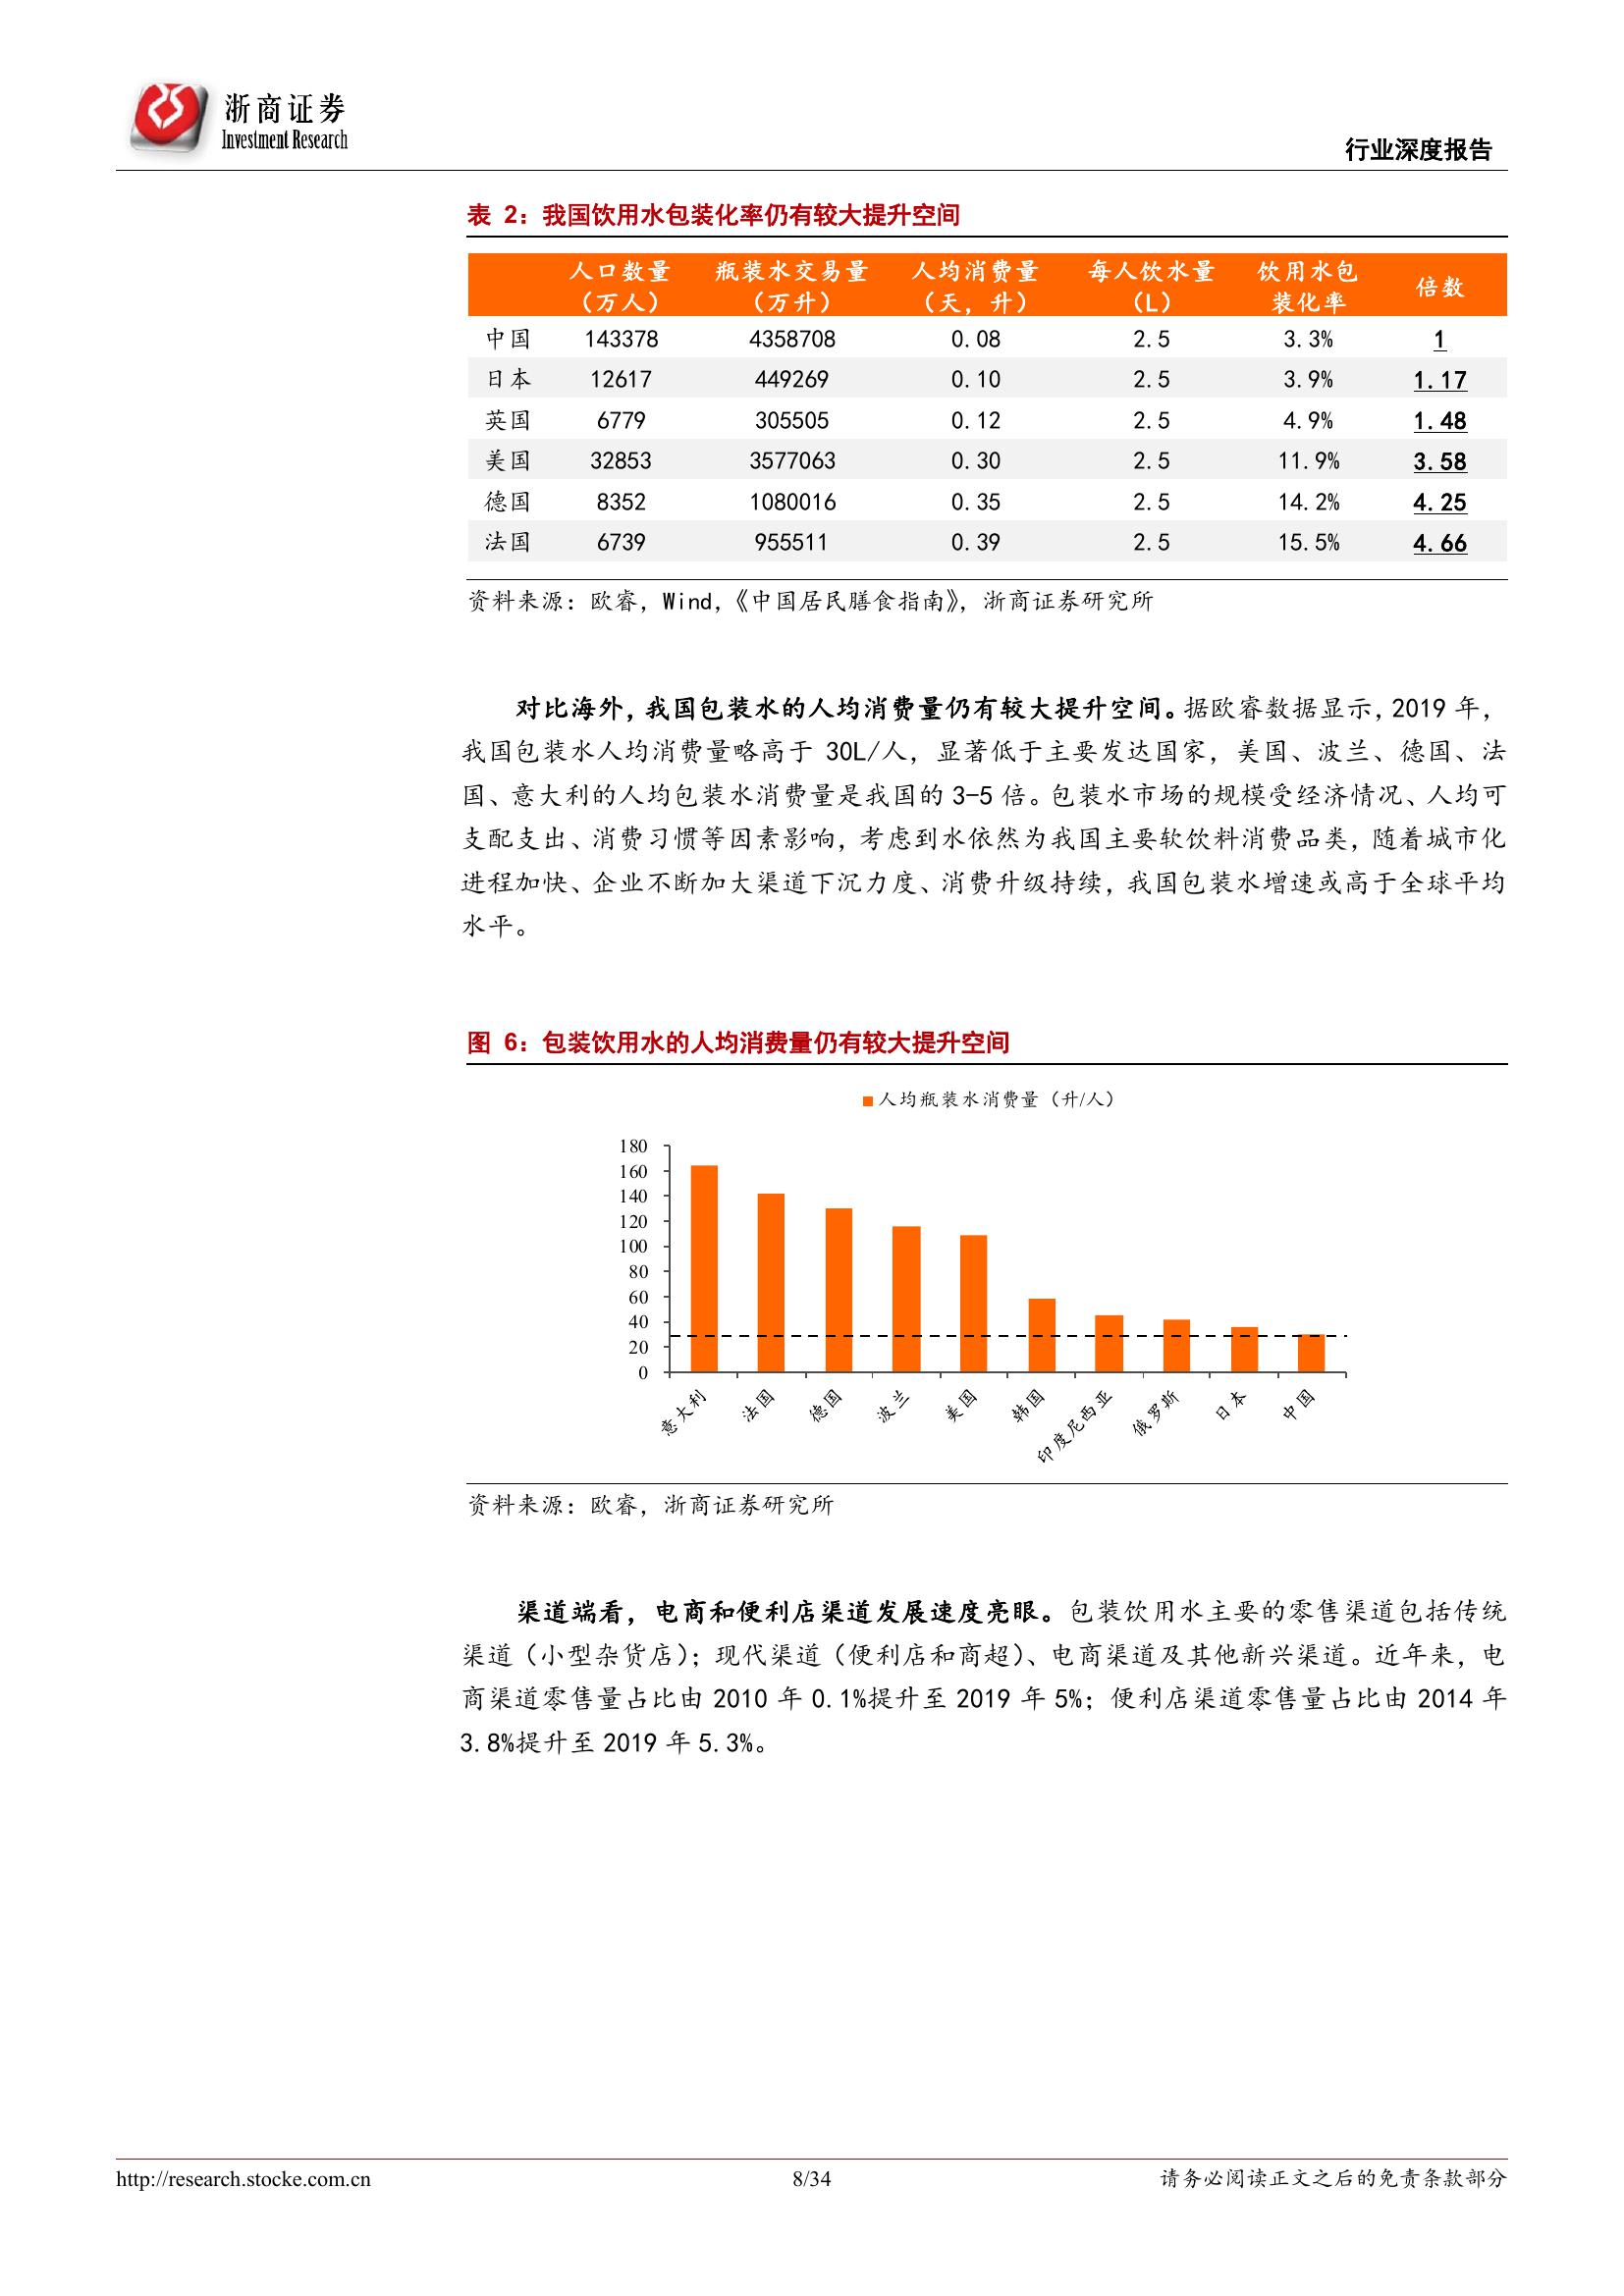 浙商证券
Investment Research
行业深度报告
表 2：我国饮用水包装化率仍有较大提升空间
人口数量（万人） 瓶装水交易量（万升） 人均消费量（天，升） 每人饮水量（L） 饮用水包装化率 倍数
中国 143378 4358708 0.08 2.5 3.3% 1
日本 12617 449269 0.10 2.5 3.9% 1.17
英国 6779 305505 0.12 2.5 4.9% 1.48
美国 32853 3577063 0.30 2.5 11.9% 3.58
德国 8352 1080016 0.35 2.5 14.2% 4.25
法国 6739 955511 0.39 2.5 15.5% 4.66
资料来源：欧睿，Wind，《中国居民膳食指南》，浙商证券研究所
对比海外，我国包装水的人均消费量仍有较大提升空间。据欧睿数据显示，2019 年，
我国包装水人均消费量略高于 30L/人，显著低于主要发达国家，美国、波兰、德国、法
国、意大利的人均包装水消费量是我国的 3-5 倍。包装水市场的规模受经济情况、人均可
支配支出、消费习惯等因素影响，考虑到水依然为我国主要软饮料消费品类，随着城市化
进程加快、企业不断加大渠道下沉力度、消费升级持续，我国包装水增速或高于全球平均
水平。
图 6：包装饮用水的人均消费量仍有较大提升空间
人均瓶装水消费量（升/人）
180
160
140
120
100
80
60
40
20
0
意大利 法国 德国 波兰 美国 韩国 印度尼西亚 俄罗斯 日本 中国
资料来源：欧睿，浙商证券研究所
渠道端看，电商和便利店渠道发展速度亮眼。包装饮用水主要的零售渠道包括传统
渠道（小型杂货店）；现代渠道（便利店和商超）、电商渠道及其他新兴渠道。近年来，电
商渠道零售量占比由 2010 年 0.1%提升至 2019 年 5%；便利店渠道零售量占比由 2014 年
3.8%提升至 2019 年 5.3%。
http://research.stocke.com.cn 8/34 请务必阅读正文之后的免责条款部分